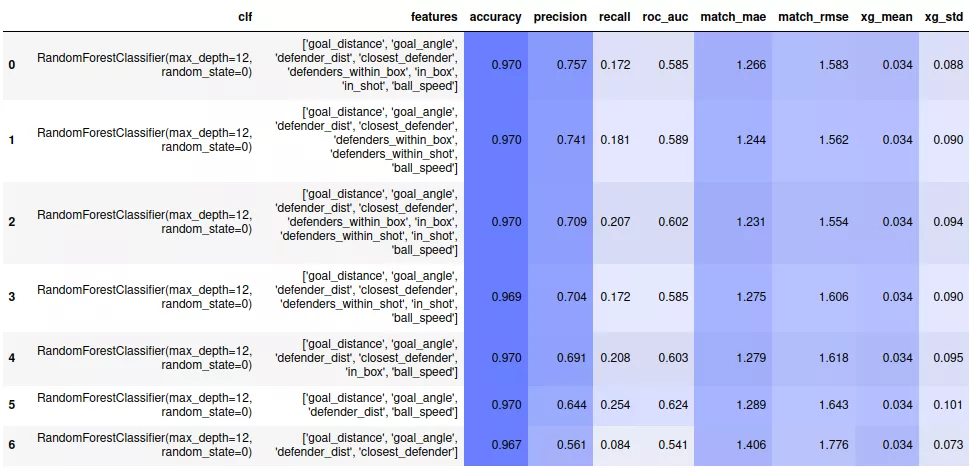 clf features accuracy precision recall roc_auc match_mae match_rmse xg_mean xg_std
0 RandomForestClassifier(max_depth=12, random_state=0) ['goal_distance', 'goal_angle', 'defender_dist', 'closest_defender', 'defenders_within_box', 'in_box', 'in_shot', 'ball_speed'] 0.970 0.757 0.172 0.585 1.266 1.583 0.034 0.088
1 RandomForestClassifier(max_depth=12, random_state=0) ['goal_distance', 'goal_angle', 'defender_dist', 'closest_defender', 'defenders_within_box', 'defenders_within_shot', 'ball_speed'] 0.970 0.741 0.181 0.589 1.244 1.562 0.034 0.090
2 RandomForestClassifier(max_depth=12, random_state=0) ['goal_distance', 'goal_angle', 'defender_dist', 'closest_defender', 'defenders_within_box', 'in_box', 'defenders_within_shot', 'in_shot', 'ball_speed'] 0.970 0.709 0.207 0.602 1.231 1.554 0.034 0.094
3 RandomForestClassifier(max_depth=12, random_state=0) ['goal_distance', 'goal_angle', 'defender_dist', 'closest_defender', 'defenders_within_shot', 'in_shot', 'ball_speed'] 0.969 0.704 0.172 0.585 1.275 1.606 0.034 0.090
4 RandomForestClassifier(max_depth=12, random_state=0) ['goal_distance', 'goal_angle', 'defender_dist', 'closest_defender', 'in_box', 'ball_speed'] 0.970 0.691 0.208 0.603 1.279 1.618 0.034 0.095
5 RandomForestClassifier(max_depth=12, random_state=0) ['goal_distance', 'goal_angle', 'defender_dist', 'ball_speed'] 0.970 0.644 0.254 0.624 1.289 1.643 0.034 0.101
6 RandomForestClassifier(max_depth=12, random_state=0) ['goal_distance', 'goal_angle', 'defender_dist', 'closest_defender'] 0.967 0.561 0.084 0.541 1.406 1.776 0.034 0.073